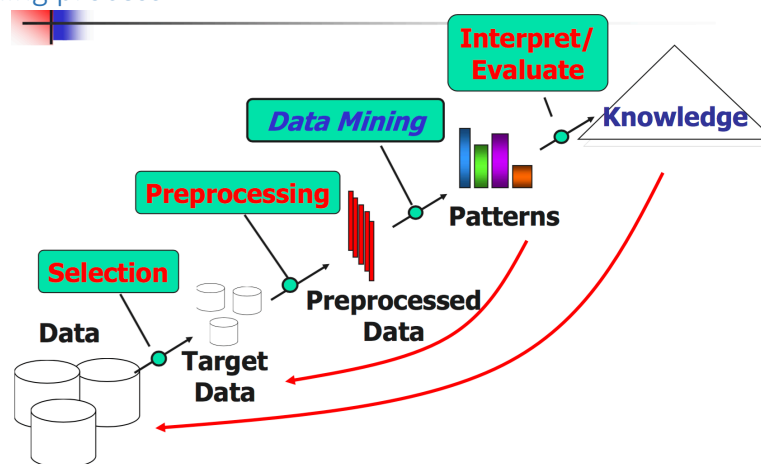 Interpret/
Evaluate
Data Mining
Knowledge
Preprocessing
Patterns
Selection
Preprocessed
Data
Data
Target
Data